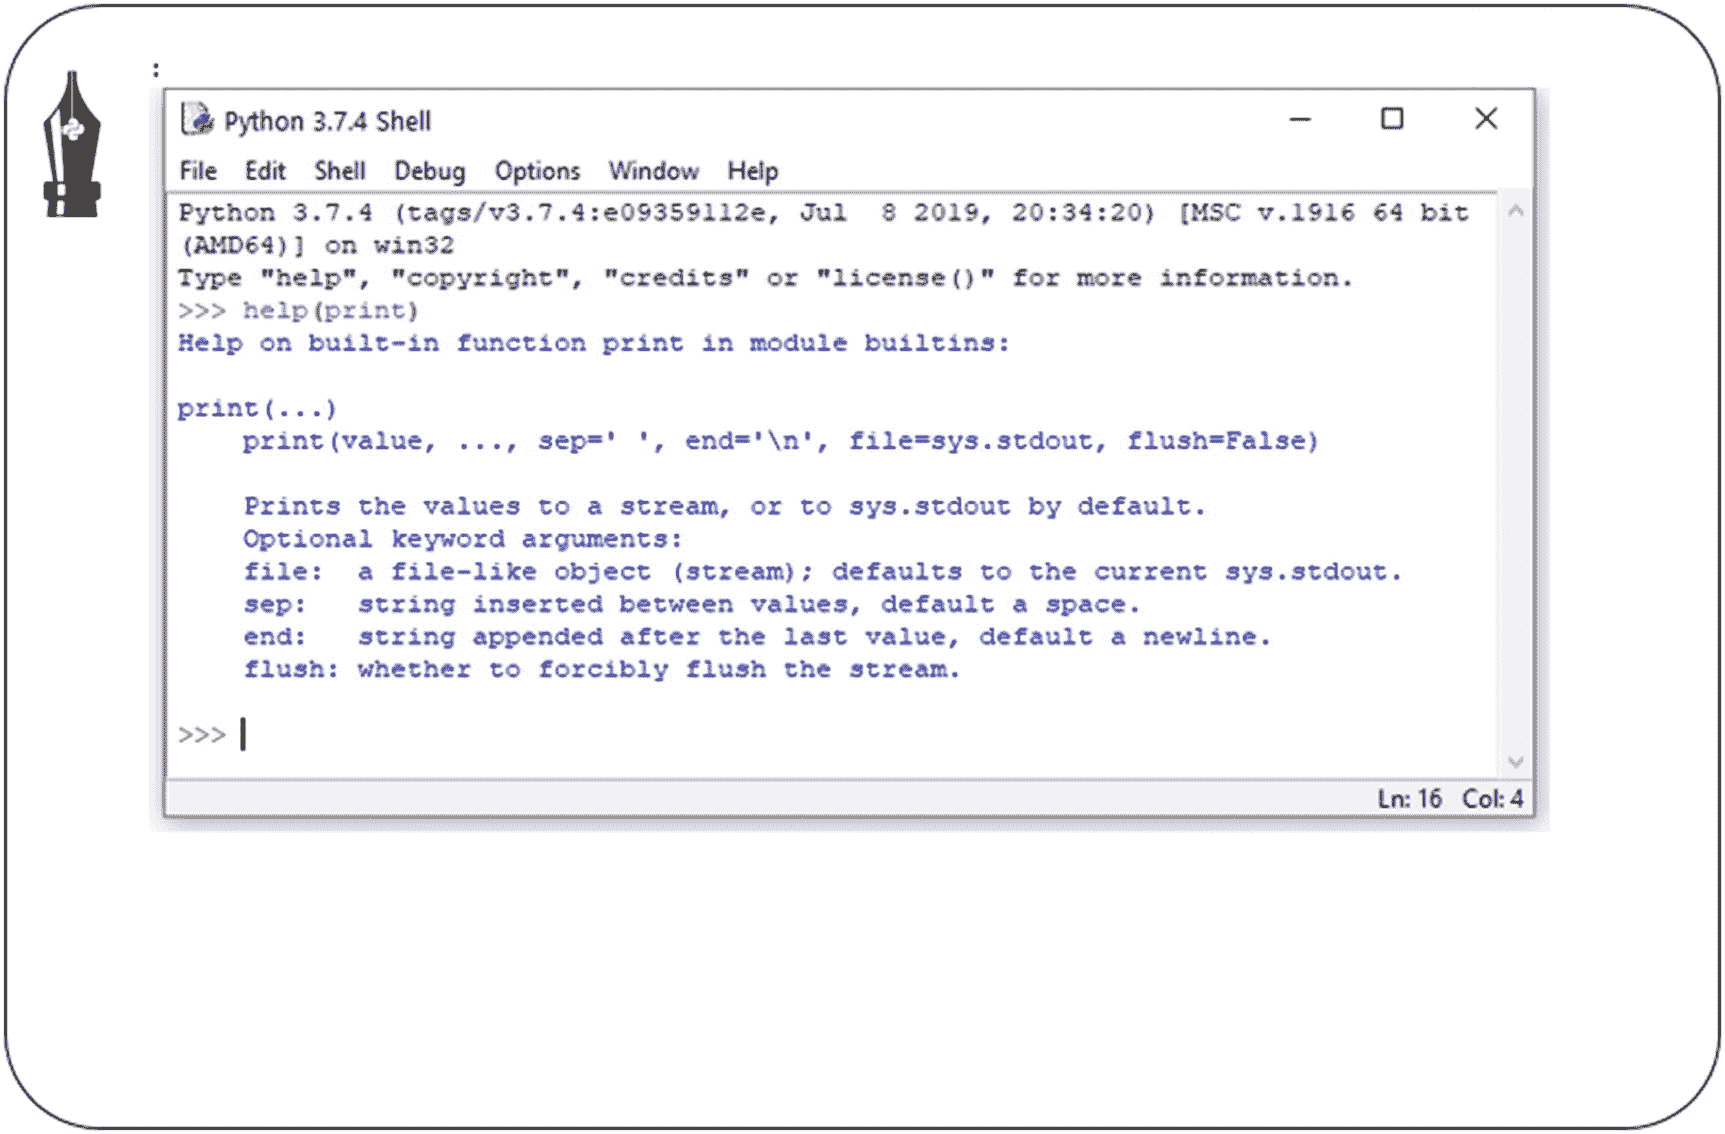 :
Python 3.7.4 Shell
File Edit Shell Debug Options Window Help
Python 3.7.4 (tags/v3.7.4:e09359112e, Jul  8 2019, 20:34:20) [MSC v.1916 64 bit
(AMD64)] on win32
Type "help", "copyright", "credits" or "license()" for more information.
>>> help(print)
Help on built-in function print in module builtins:

print(...)
    print(value, ..., sep=' ', end='\n', file=sys.stdout, flush=False)

    Prints the values to a stream, or to sys.stdout by default.
    Optional keyword arguments:
    file:  a file-like object (stream); defaults to the current sys.stdout.
    sep:   string inserted between values, default a space.
    end:   string appended after the last value, default a newline.
    flush: whether to forcibly flush the stream.

>>>
Ln: 16 Col: 4